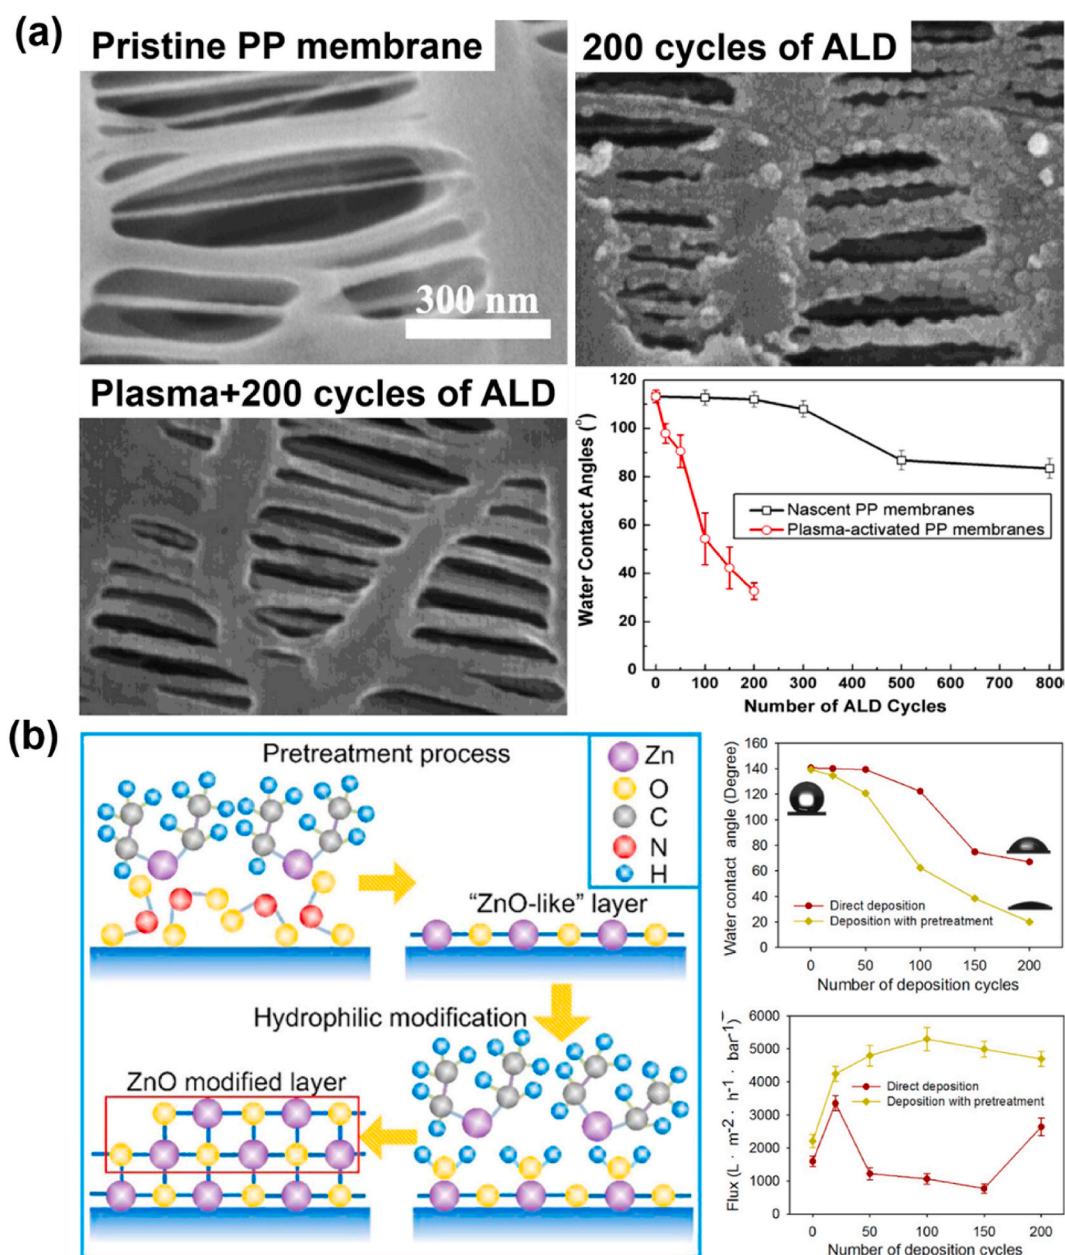 (a)
Pristine PP membrane
300 nm
200 cycles of ALD
Plasma+200 cycles of ALD
120
100
80
60
40
20
0
Water Contact Angles (°)
Nascent PP membranes
Plasma-activated PP membranes
0 100 200 300 400 500 600 700 800
Number of ALD Cycles
(b)
Pretreatment process
Zn
O
C
N
H
“ZnO-like” layer
Hydrophilic modification
ZnO modified layer
160
140
120
100
80
60
40
20
0
Water contact angle (Degree)
Direct deposition
Deposition with pretreatment
0 50 100 150 200
Number of deposition cycles
6000
5000
4000
3000
2000
1000
0
Flux (L · m⁻² · h⁻¹ · bar⁻¹)
Direct deposition
Deposition with pretreatment
0 50 100 150 200
Number of deposition cycles